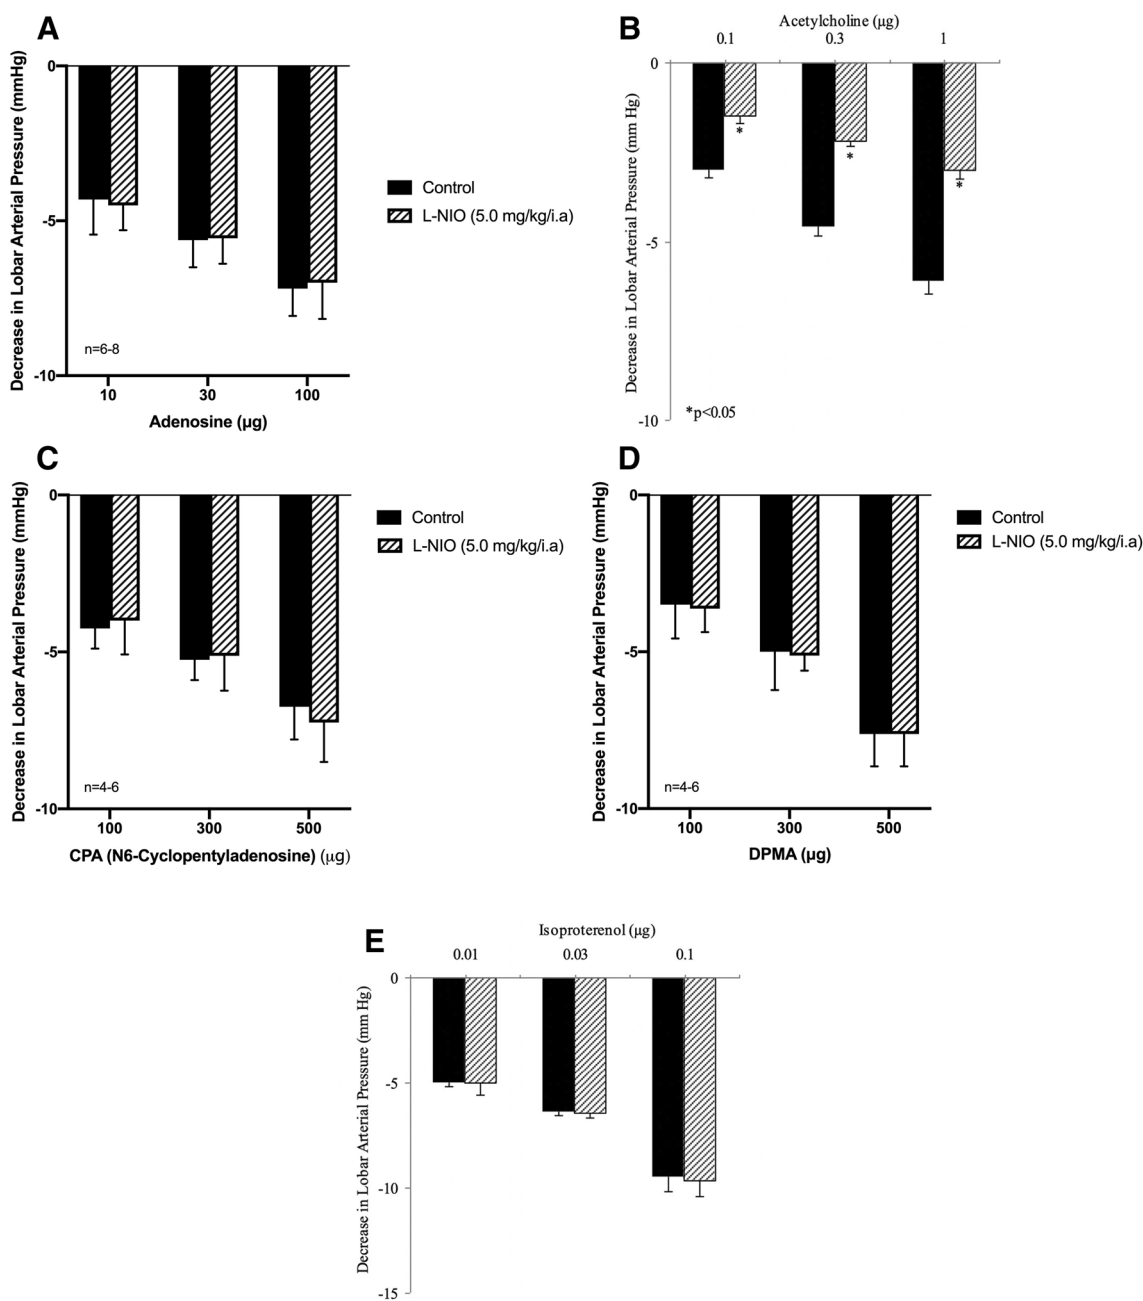 A
Decrease in Lobar Arterial Pressure (mmHg)
0
-5
-10
n=6-8
10 30 100
Adenosine (µg)
Control
L-NIO (5.0 mg/kg/i.a)
B
Acetylcholine (µg)
0.1 0.3 1
Decrease in Lobar Arterial Pressure (mm Hg)
0
-5
-10
*
*
*
*p<0.05
C
Decrease in Lobar Arterial Pressure (mmHg)
0
-5
-10
n=4-6
100 300 500
CPA (N6-Cyclopentyladenosine) (µg)
Control
L-NIO (5.0 mg/kg/i.a)
D
Decrease in Lobar Arterial Pressure (mmHg)
0
-5
-10
n=4-6
100 300 500
DPMA (µg)
Control
L-NIO (5.0 mg/kg/i.a)
E
Isoproterenol (µg)
0.01 0.03 0.1
Decrease in Lobar Arterial Pressure (mm Hg)
0
-5
-10
-15